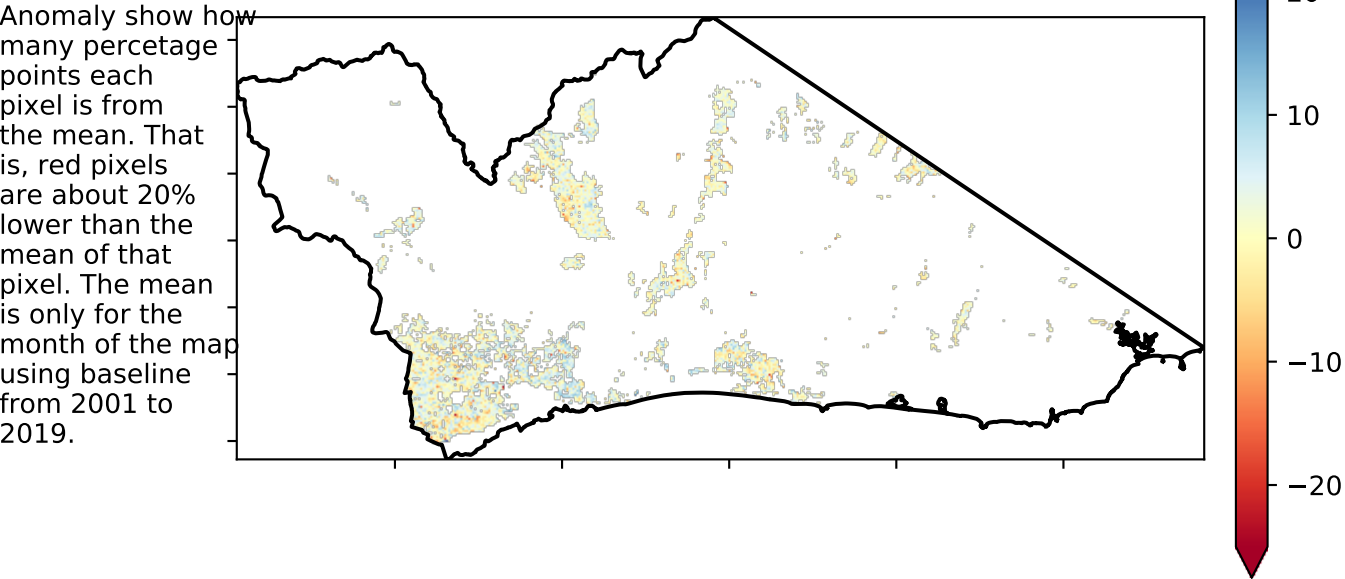 Anomaly show how
many percetage
points each
pixel is from
the mean. That
is, red pixels
are about 20%
lower than the
mean of that
pixel. The mean
is only for the
month of the map
using baseline
from 2001 to
2019.
10
0
−10
−20